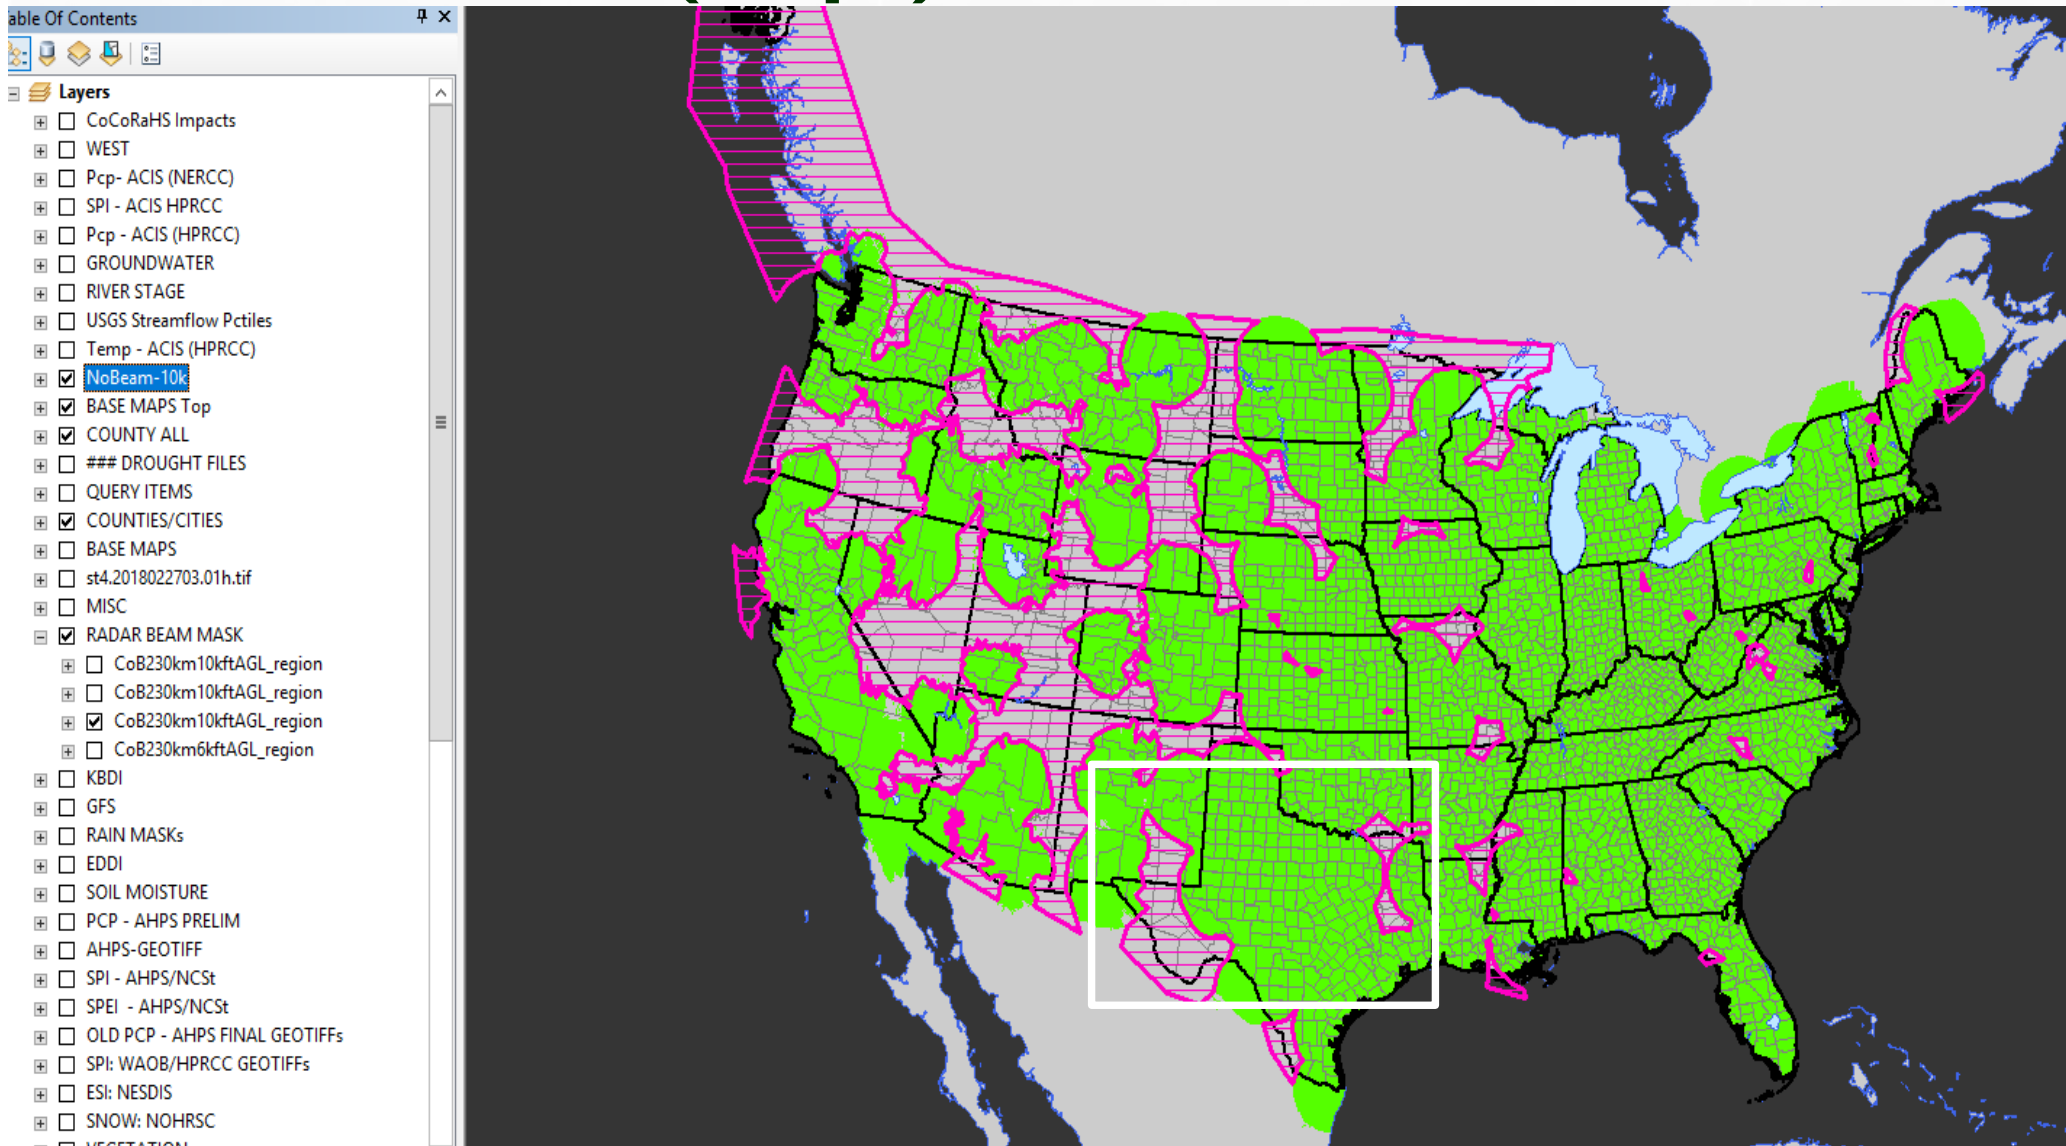 able Of Contents
Layers
CoCoRaHS Impacts
WEST
Pcp- ACIS (NERCC)
SPI - ACIS HPRCC
Pcp - ACIS (HPRCC)
GROUNDWATER
RIVER STAGE
USGS Streamflow Pctiles
Temp - ACIS (HPRCC)
NoBeam-10k
BASE MAPS Top
COUNTY ALL
### DROUGHT FILES
QUERY ITEMS
COUNTIES/CITIES
BASE MAPS
st4.2018022703.01h.tif
MISC
RADAR BEAM MASK
CoB230km10kftAGL_region
CoB230km10kftAGL_region
CoB230km10kftAGL_region
CoB230km6kftAGL_region
KBDI
GFS
RAIN MASKs
EDDI
SOIL MOISTURE
PCP - AHPS PRELIM
AHPS-GEOTIFF
SPI - AHPS/NCSt
SPEI - AHPS/NCSt
OLD PCP - AHPS FINAL GEOTIFFs
SPI: WAOB/HPRCC GEOTIFFs
ESI: NESDIS
SNOW: NOHRSC
VEGETATION